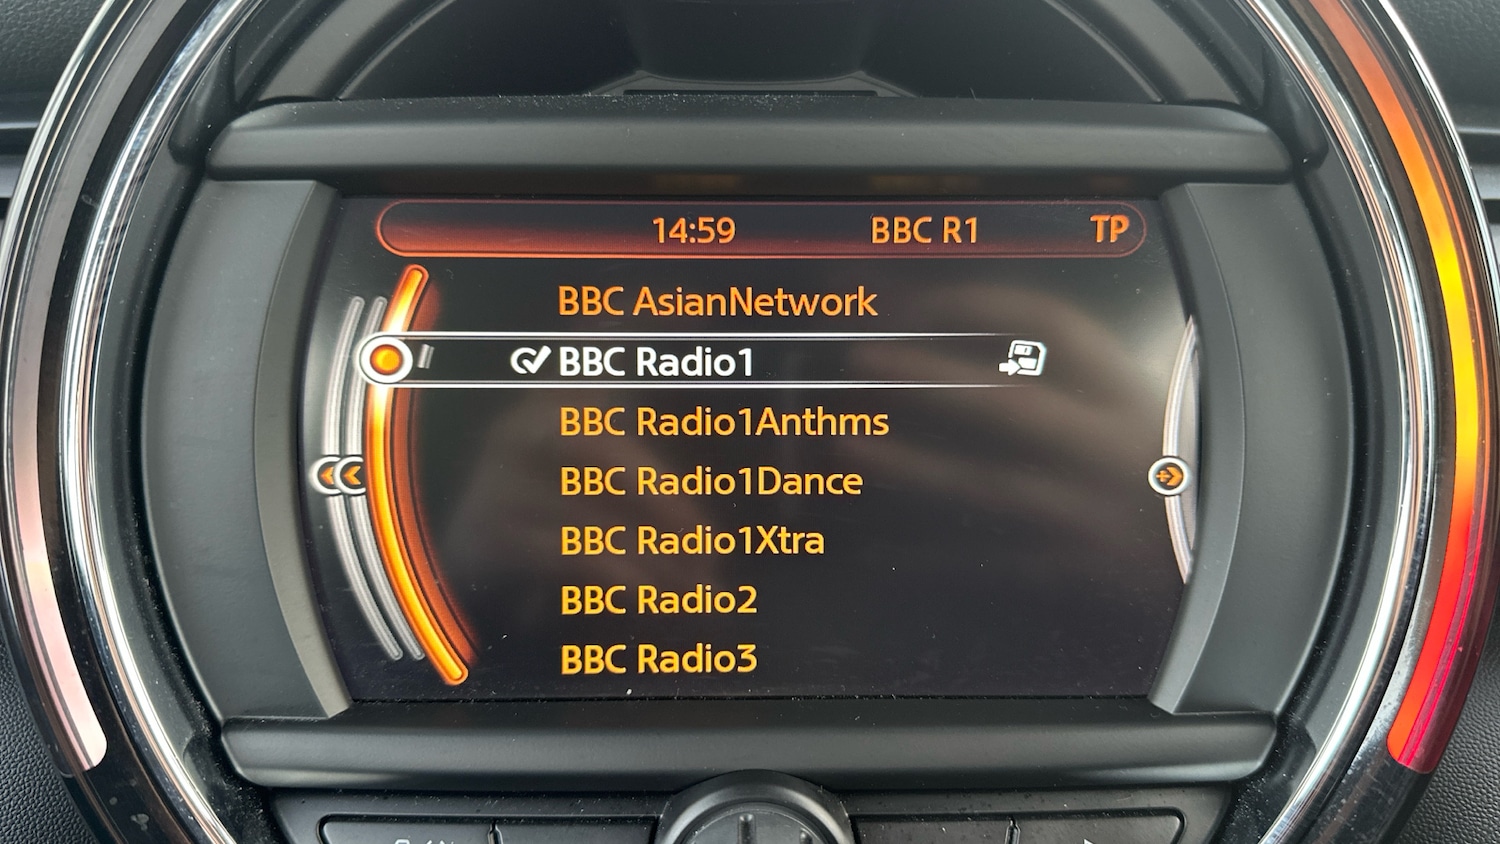 14:59 BBC R1 TP
BBC AsianNetwork
BBC Radio1
BBC Radio1Anthms
BBC Radio1Dance
BBC Radio1Xtra
BBC Radio2
BBC Radio3